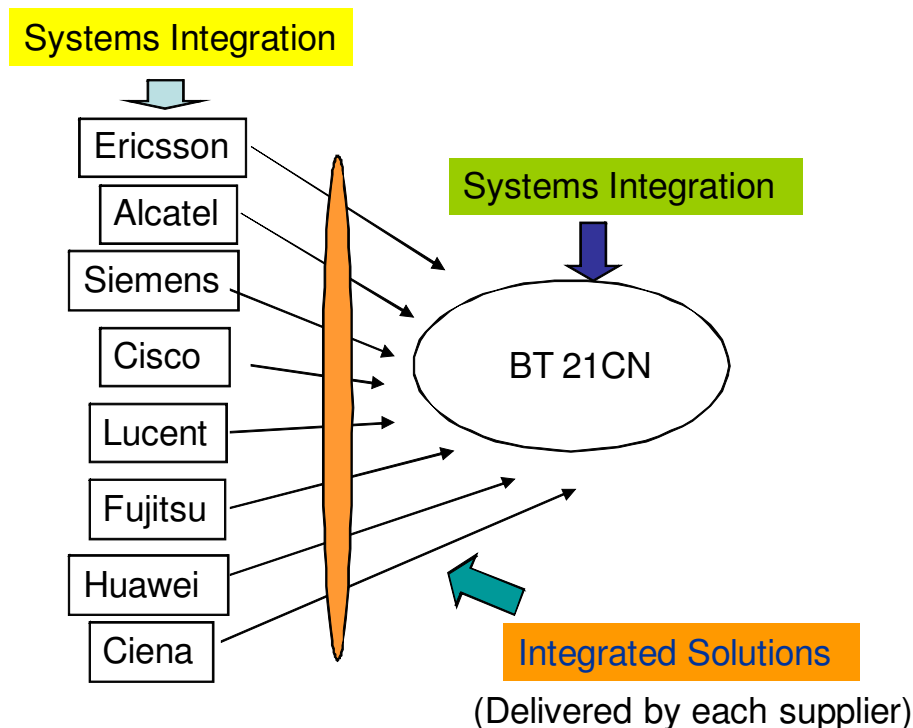 Systems Integration
Ericsson
Alcatel
Siemens
Cisco
Lucent
Fujitsu
Huawei
Ciena
Systems Integration
BT 21CN
Integrated Solutions
(Delivered by each supplier)